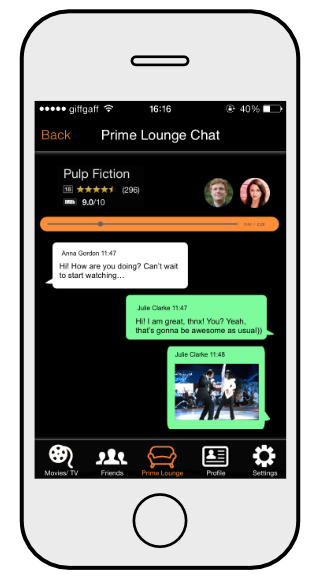 giffgaff 16:16 40%
Back Prime Lounge Chat
Pulp Fiction
18 (296)
9.0/10
Anna Gordon 11:47
Hi! How are you doing? Can't wait
to start watching...
Julie Clarke 11:47
Hi! I am great, thnx! You? Yeah,
that's gonna be awesome as usual))
Julie Clarke 11:48
Movies/ TV Friends Prime Lounge Profile Settings